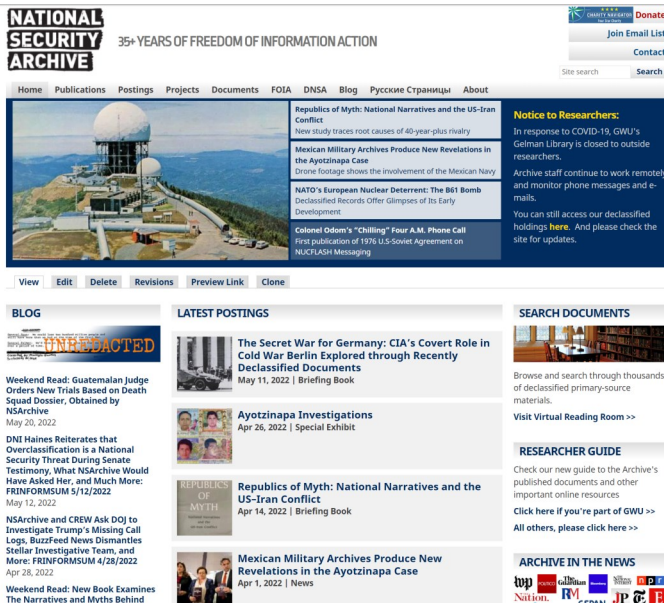 NATIONAL
SECURITY
ARCHIVE
35+ YEARS OF FREEDOM OF INFORMATION ACTION
CHARITY NAVIGATOR
Donate
Join Email List
Contact
Site search
Search
Home Publications Postings Projects Documents FOIA DNSA Blog Русские Страницы About
Republics of Myth: National Narratives and the US-Iran
Conflict
New study traces root causes of 40-year-plus rivalry
Mexican Military Archives Produce New Revelations in
the Ayotzinapa Case
Drone footage shows the involvement of the Mexican Navy
NATO's European Nuclear Deterrent: The B61 Bomb
Declassified Records Offer Glimpses of Its Early
Development
Colonel Odom's "Chilling" Four A.M. Phone Call
First publication of 1976 U.S-Soviet Agreement on
NUCFLASH Messaging
Notice to Researchers:
In response to COVID-19, GWU's
Gelman Library is closed to outside
researchers.
Archive staff continue to work remotely
and monitor phone messages and e-
mails.
You can still access our declassified
holdings here. And please check the
site for updates.
View Edit Delete Revisions Preview Link Clone
BLOG
UNREDACTED
Weekend Read: Guatemalan Judge
Orders New Trials Based on Death
Squad Dossier, Obtained by
NSArchive
May 20, 2022
DNI Haines Reiterates that
Overclassification is a National
Security Threat During Senate
Testimony, What NSArchive Would
Have Asked Her, and Much More:
FRINFORMSUM 5/12/2022
May 12, 2022
NSArchive and CREW Ask DOJ to
Investigate Trump's Missing Call
Logs, BuzzFeed News Dismantles
Stellar Investigative Team, and
More: FRINFORMSUM 4/28/2022
Apr 28, 2022
Weekend Read: New Book Examines
The Narratives and Myths Behind
LATEST POSTINGS
The Secret War for Germany: CIA's Covert Role in
Cold War Berlin Explored through Recently
Declassified Documents
May 11, 2022 | Briefing Book
Ayotzinapa Investigations
Apr 26, 2022 | Special Exhibit
REPUBLICS
OF
MYTH
Republics of Myth: National Narratives and the
US–Iran Conflict
Apr 14, 2022 | Briefing Book
Mexican Military Archives Produce New
Revelations in the Ayotzinapa Case
Apr 1, 2022 | News
SEARCH DOCUMENTS
Browse and search through thousands
of declassified primary-source
materials.
Visit Virtual Reading Room >>
RESEARCHER GUIDE
Check our new guide to the Archive's
published documents and other
important online resources
Click here if you're part of GWU >>
All others, please click here >>
ARCHIVE IN THE NEWS
wp POLITICO The Guardian Bloomberg npr
Nation. RM C-SPAN JP E